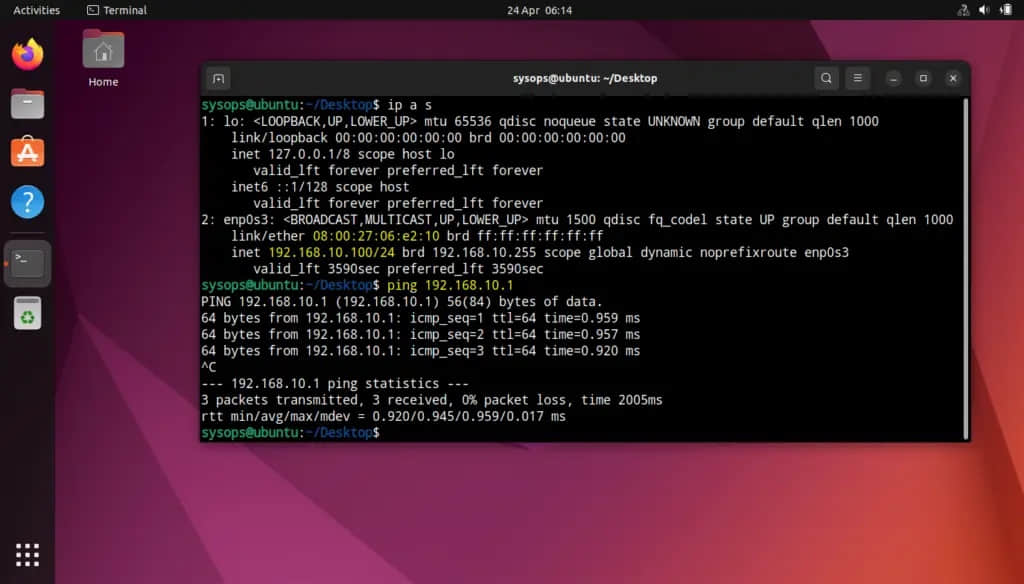 Activities
Terminal
24 Apr 06:14
Home
sysops@ubuntu: ~/Desktop
sysops@ubuntu:~/Desktop$ ip a s
1: lo: <LOOPBACK,UP,LOWER_UP> mtu 65536 qdisc noqueue state UNKNOWN group default qlen 1000
    link/loopback 00:00:00:00:00:00 brd 00:00:00:00:00:00
    inet 127.0.0.1/8 scope host lo
       valid_lft forever preferred_lft forever
    inet6 ::1/128 scope host
       valid_lft forever preferred_lft forever
2: enp0s3: <BROADCAST,MULTICAST,UP,LOWER_UP> mtu 1500 qdisc fq_codel state UP group default qlen 1000
    link/ether 08:00:27:06:e2:10 brd ff:ff:ff:ff:ff:ff
    inet 192.168.10.100/24 brd 192.168.10.255 scope global dynamic noprefixroute enp0s3
       valid_lft 3590sec preferred_lft 3590sec
sysops@ubuntu:~/Desktop$ ping 192.168.10.1
PING 192.168.10.1 (192.168.10.1) 56(84) bytes of data.
64 bytes from 192.168.10.1: icmp_seq=1 ttl=64 time=0.959 ms
64 bytes from 192.168.10.1: icmp_seq=2 ttl=64 time=0.957 ms
64 bytes from 192.168.10.1: icmp_seq=3 ttl=64 time=0.920 ms
^C
--- 192.168.10.1 ping statistics ---
3 packets transmitted, 3 received, 0% packet loss, time 2005ms
rtt min/avg/max/mdev = 0.920/0.945/0.959/0.017 ms
sysops@ubuntu:~/Desktop$